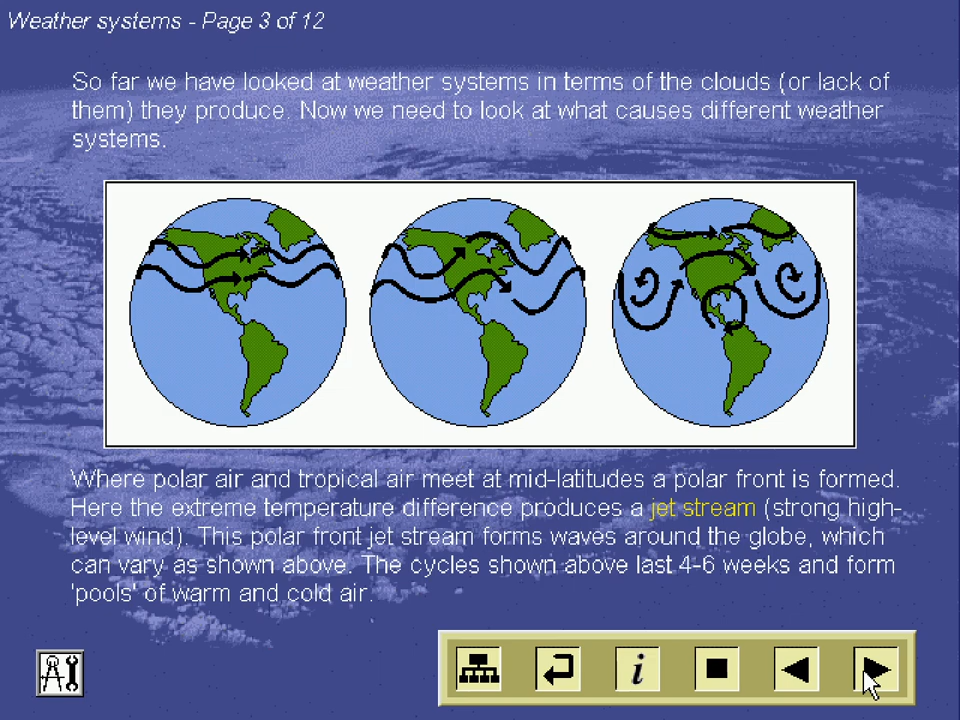 Weather systems - Page 3 of 12
So far we have looked at weather systems in terms of the clouds (or lack of
them) they produce. Now we need to look at what causes different weather
systems.
Where polar air and tropical air meet at mid-latitudes a polar front is formed.
Here the extreme temperature difference produces a jet stream (strong high-
level wind). This polar front jet stream forms waves around the globe, which
can vary as shown above. The cycles shown above last 4-6 weeks and form
'pools' of warm and cold air.
i